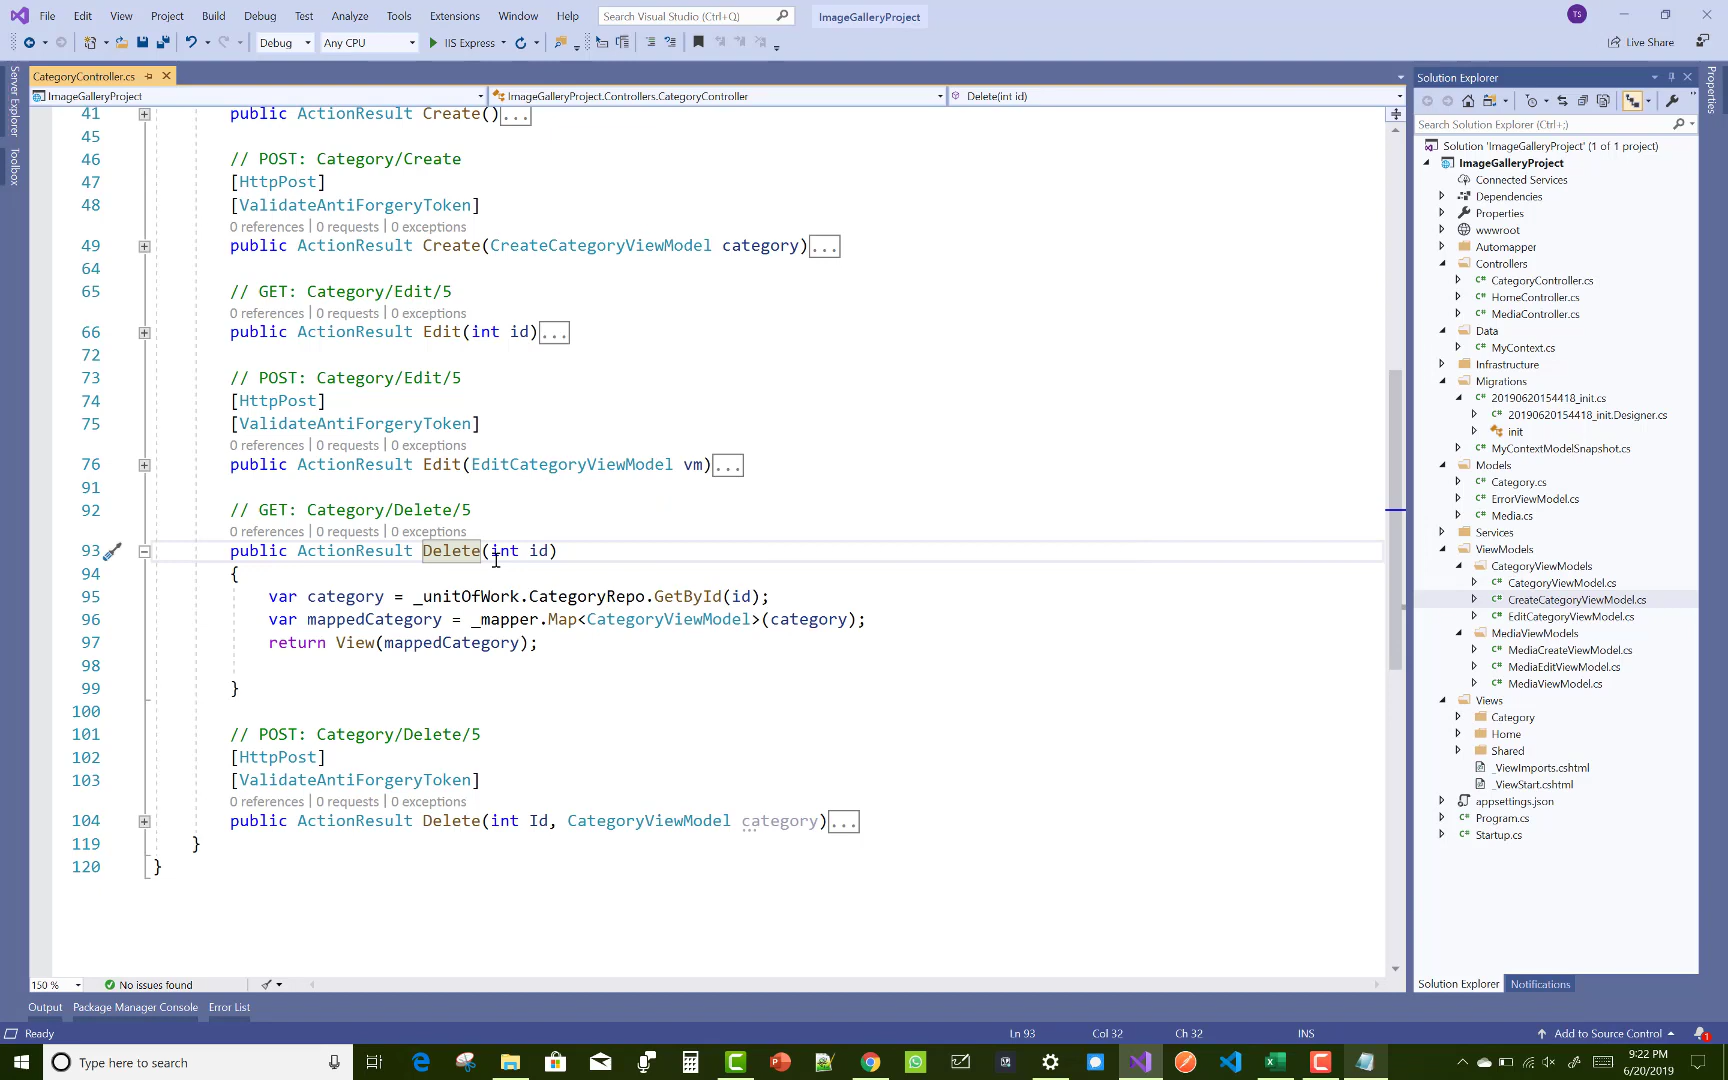 File Edit View Project Build Debug Test Analyze Tools Extensions Window Help Search Visual Studio (Ctrl+Q) ImageGalleryProject TS
Debug Any CPU IIS Express Live Share
Server Explorer
Toolbox
CategoryController.cs
ImageGalleryProject ImageGalleryProject.Controllers.CategoryController Delete(int id)
41 public ActionResult Create()...
45
46 // POST: Category/Create
47 [HttpPost]
48 [ValidateAntiForgeryToken]
0 references | 0 requests | 0 exceptions
49 public ActionResult Create(CreateCategoryViewModel category)...
64
65 // GET: Category/Edit/5
0 references | 0 requests | 0 exceptions
66 public ActionResult Edit(int id)...
72
73 // POST: Category/Edit/5
74 [HttpPost]
75 [ValidateAntiForgeryToken]
0 references | 0 requests | 0 exceptions
76 public ActionResult Edit(EditCategoryViewModel vm)...
91
92 // GET: Category/Delete/5
0 references | 0 requests | 0 exceptions
93 public ActionResult Delete(int id)
94 {
95 var category = _unitOfWork.CategoryRepo.GetById(id);
96 var mappedCategory = _mapper.Map<CategoryViewModel>(category);
97 return View(mappedCategory);
98
99 }
100
101 // POST: Category/Delete/5
102 [HttpPost]
103 [ValidateAntiForgeryToken]
0 references | 0 requests | 0 exceptions
104 public ActionResult Delete(int Id, CategoryViewModel category)...
119 }
120 }
150 % No issues found
Solution Explorer
Search Solution Explorer (Ctrl+;)
Solution 'ImageGalleryProject' (1 of 1 project)
ImageGalleryProject
Connected Services
Dependencies
Properties
wwwroot
Automapper
Controllers
C# CategoryController.cs
C# HomeController.cs
C# MediaController.cs
Data
C# MyContext.cs
Infrastructure
Migrations
C# 20190620154418_init.cs
C# 20190620154418_init.Designer.cs
init
C# MyContextModelSnapshot.cs
Models
C# Category.cs
C# ErrorViewModel.cs
C# Media.cs
Services
ViewModels
CategoryViewModels
C# CategoryViewModel.cs
C# CreateCategoryViewModel.cs
C# EditCategoryViewModel.cs
MediaViewModels
C# MediaCreateViewModel.cs
C# MediaEditViewModel.cs
C# MediaViewModel.cs
Views
Category
Home
Shared
_ViewImports.cshtml
_ViewStart.cshtml
appsettings.json
C# Program.cs
C# Startup.cs
Solution Explorer Notifications
Properties
Output Package Manager Console Error List
Ready Ln 93 Col 32 Ch 32 INS Add to Source Control 1
Type here to search 9:22 PM
6/20/2019